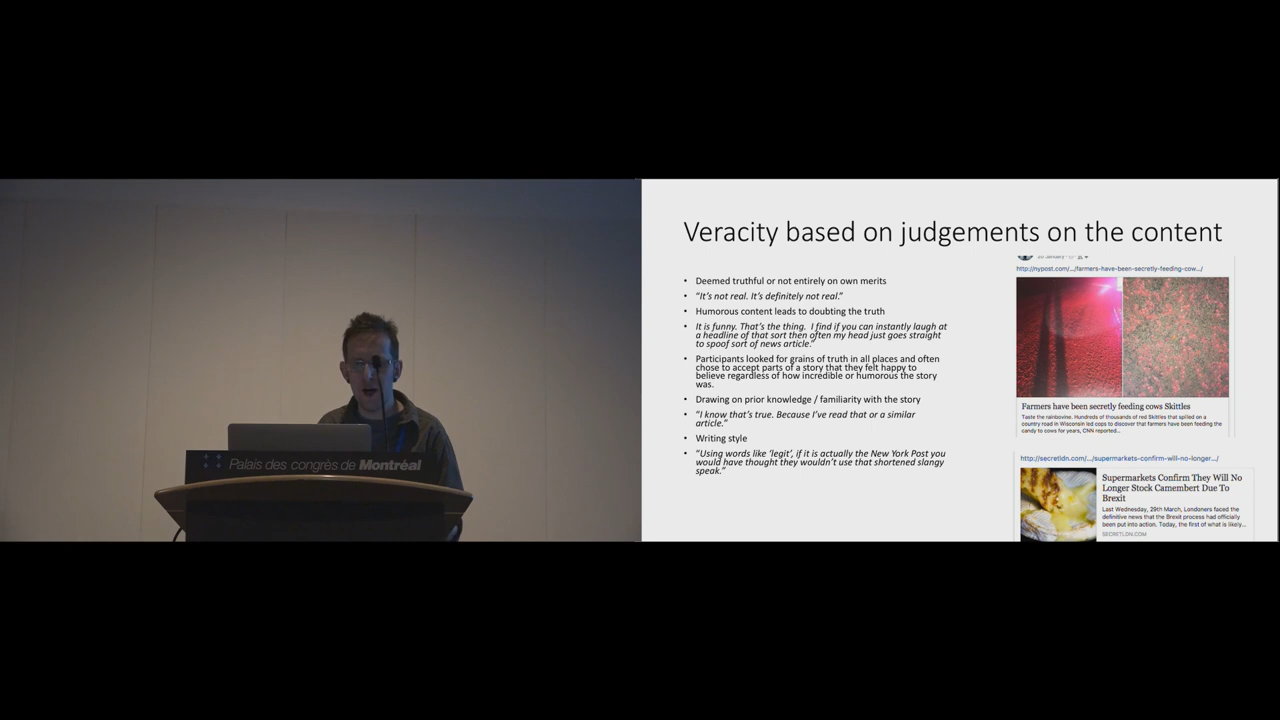 Palais des congrès de Montréal
Veracity based on judgements on the content
• Deemed truthful or not entirely on own merits
• "It's not real. It's definitely not real."
• Humorous content leads to doubting the truth
• It is funny. That's the thing.  I find if you can instantly laugh at
a headline of that sort then often my head just goes straight
to spoof sort of news article."
• Participants looked for grains of truth in all places and often
chose to accept parts of a story that they felt happy to
believe regardless of how incredible or humorous the story
was.
• Drawing on prior knowledge / familiarity with the story
• "I know that's true. Because I've read that or a similar
article."
• Writing style
• "Using words like 'legit', if it is actually the New York Post you
would have thought they wouldn't use that shortened slangy
speak."
http://nypost.com/.../farmers-have-been-secretly-feeding-cow.../
Farmers have been secretly feeding cows Skittles
Taste the rainbovine. Hundreds of thousands of red Skittles that spilled on a
country road in Wisconsin led cops to discover that farmers have been feeding the
candy to cows for years, CNN reported...
http://secretldn.com/.../supermarkets-confirm-will-no-longer.../
Supermarkets Confirm They Will No
Longer Stock Camembert Due To
Brexit
Last Wednesday, 29th March, Londoners faced the
definitive news that the Brexit process had officially
been put into action. Today, the first of what is likely...
SECRETLDN.COM